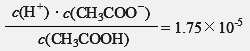 c(H⁺) · c(CH₃COO⁻)
c(CH₃COOH)
= 1.75×10⁻⁵